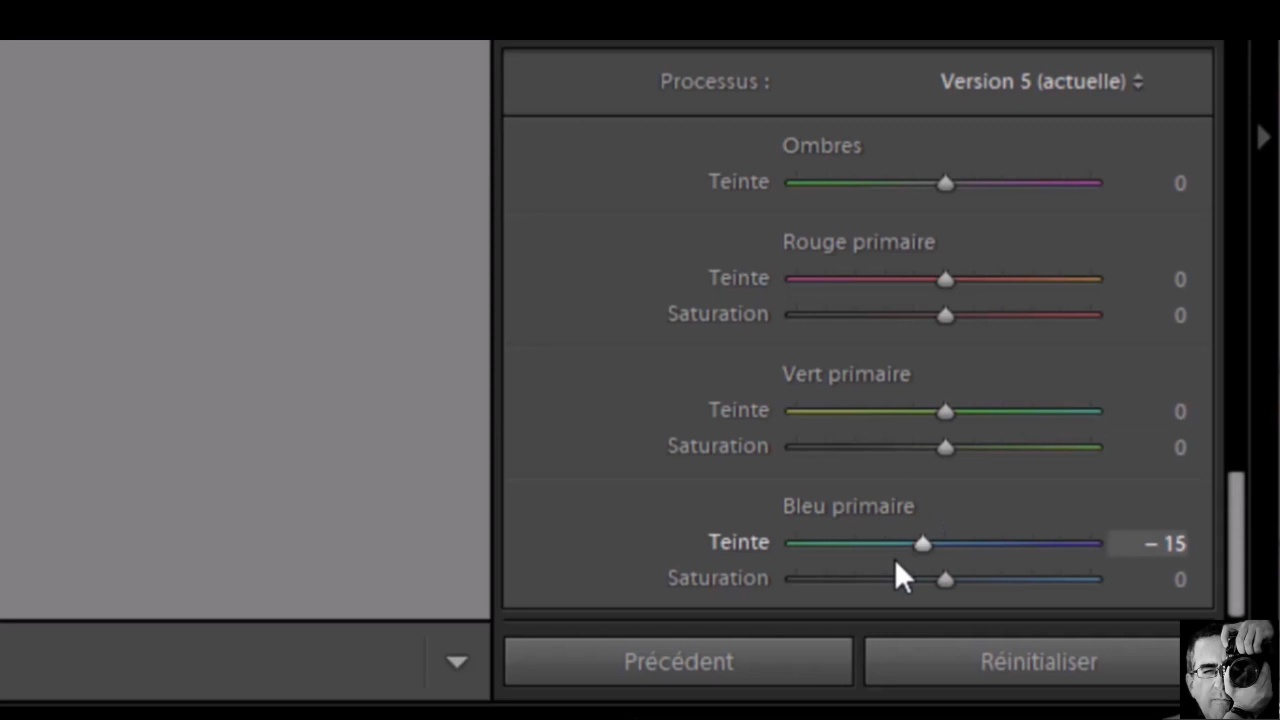 Processus : Version 5 (actuelle)
Ombres
Teinte 0
Rouge primaire
Teinte 0
Saturation 0
Vert primaire
Teinte 0
Saturation 0
Bleu primaire
Teinte – 15
Saturation 0
Précédent Réinitialiser